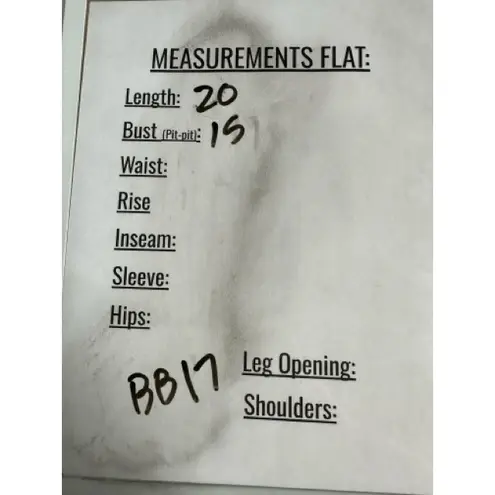 MEASUREMENTS FLAT:
Length: 20
Bust (Pit-pit): 15
Waist:
Rise
Inseam:
Sleeve:
Hips:
BB17
Leg Opening:
Shoulders: